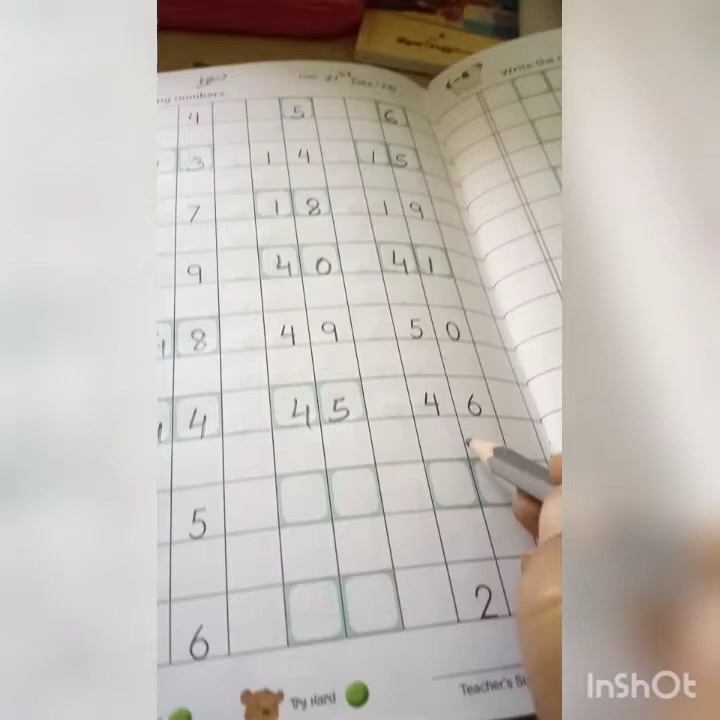 4 5 6
3 1 4 1 5
7 1 8 1 9
9 4 0 4 1
8 4 9 5 0
4 4 5 4 6
5
6 2
Try Hard
Teacher's
InShOt